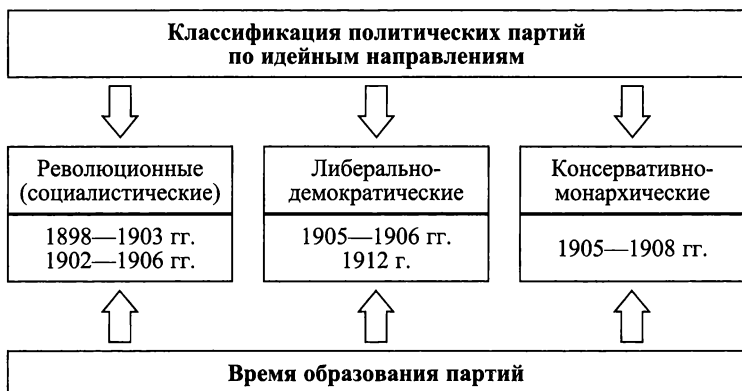 Классификация политических партий
по идейным направлениям
Революционные
(социалистические)
1898—1903 гг.
1902—1906 гг.
Либерально-
демократические
1905—1906 гг.
1912 г.
Консервативно-
монархические
1905—1908 гг.
Время образования партий